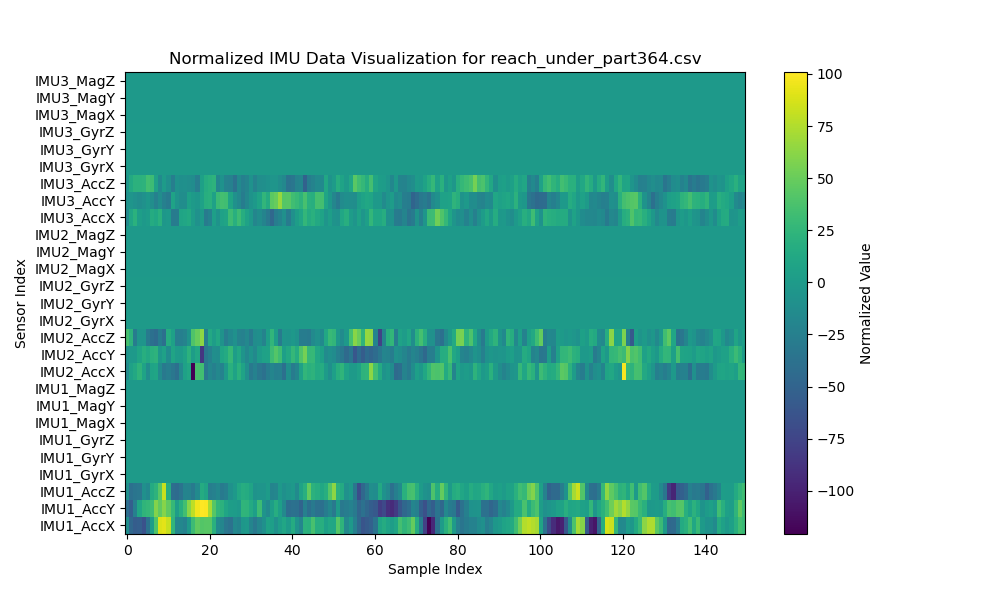 Normalized IMU Data Visualization for reach_under_part364.csv
IMU3_MagZ
IMU3_MagY
IMU3_MagX
IMU3_GyrZ
IMU3_GyrY
IMU3_GyrX
IMU3_AccZ
IMU3_AccY
IMU3_AccX
IMU2_MagZ
IMU2_MagY
IMU2_MagX
IMU2_GyrZ
IMU2_GyrY
IMU2_GyrX
IMU2_AccZ
IMU2_AccY
IMU2_AccX
IMU1_MagZ
IMU1_MagY
IMU1_MagX
IMU1_GyrZ
IMU1_GyrY
IMU1_GyrX
IMU1_AccZ
IMU1_AccY
IMU1_AccX
Sensor Index
0 20 40 60 80 100 120 140
Sample Index
100
75
50
25
0
−25
−50
−75
−100
Normalized Value